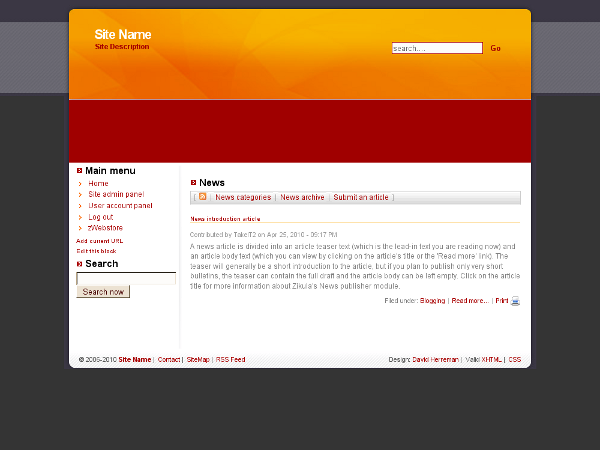 Site Name
Site Description
search....
Go
Main menu
Home
Site admin panel
User account panel
Log out
zWebstore
Add current URL
Edit this block
Search
Search now
News
[ | News categories | News archive | Submit an article ]
News introduction article
Contributed by TakeIT2 on Apr 25, 2010 - 09:17 PM
A news article is divided into an article teaser text (which is the lead-in text you are reading now) and
an article body text (which you can view by clicking on the article's title or the 'Read more' link). The
teaser will generally be a short introduction to the article, but if you plan to publish only very short
bulletins, the teaser can contain the full draft and the article body can be left empty. Click on the article
title for more information about Zikula's News publisher module.
Filed under: Blogging | Read more... | Print
© 2006-2010 Site Name | Contact | SiteMap | RSS Feed
Design: David Herreman | Valid XHTML | CSS